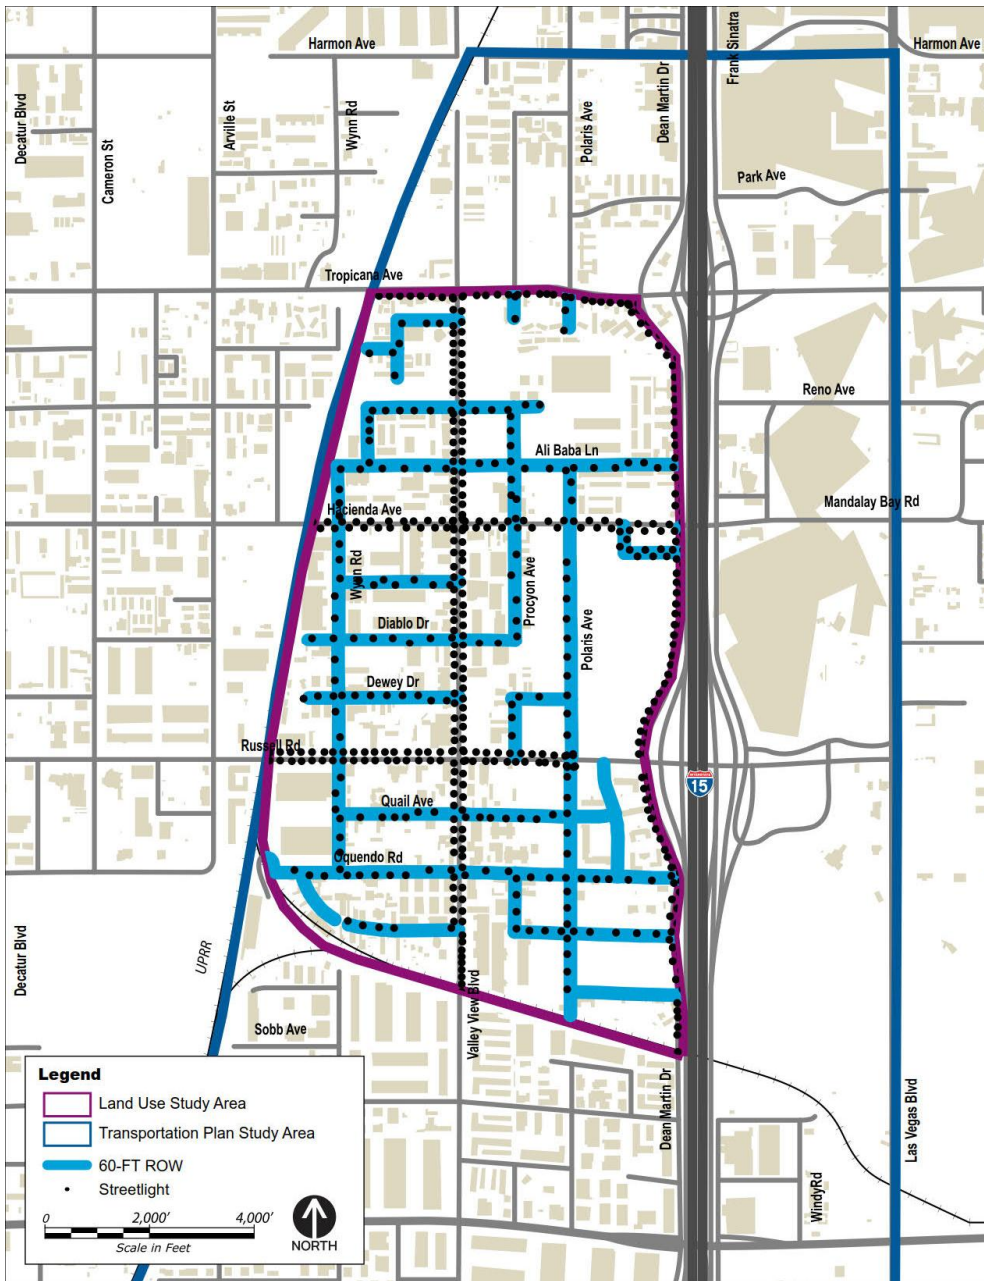 Harmon Ave
Harmon Ave
Frank Sinatra
Dean Martin Dr
Polaris Ave
Wynn Rd
Arville St
Cameron St
Decatur Blvd
Park Ave
Tropicana Ave
Reno Ave
Ali Baba Ln
Hacienda Ave
Mandalay Bay Rd
Wynn Rd
Procyon Ave
Polaris Ave
Diablo Dr
Dewey Dr
Russell Rd
INTERSTATE
15
Quail Ave
Oquendo Rd
Decatur Blvd
UPRR
Valley View Blvd
Sobb Ave
Dean Martin Dr
Las Vegas Blvd
WindyRd
Legend
Land Use Study Area
Transportation Plan Study Area
60-FT ROW
Streetlight
0 2,000' 4,000'
Scale in Feet
NORTH